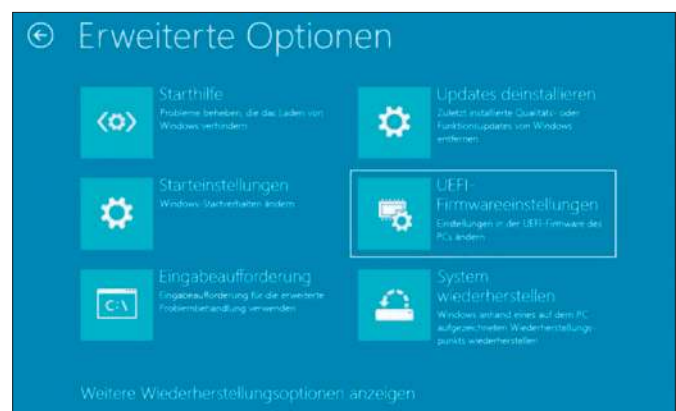 Erweiterte Optionen
Starthilfe
Probleme beheben, die das Laden von
Windows verhindern
Updates deinstallieren
Zuletzt installierte Qualitäts- oder
Funktionsupdates von Windows
entfernen
Starteinstellungen
Windows-Startverhalten ändern
UEFI-
Firmwareeinstellungen
Einstellungen in der UEFI-Firmware des
PCs ändern
Eingabeaufforderung
Eingabeaufforderung für die erweiterte
Problembehandlung verwenden
C:\
System
wiederherstellen
Windows anhand eines auf dem PC
aufgezeichneten Wiederherstellungs-
punkts wiederherstellen
Weitere Wiederherstellungsoptionen anzeigen